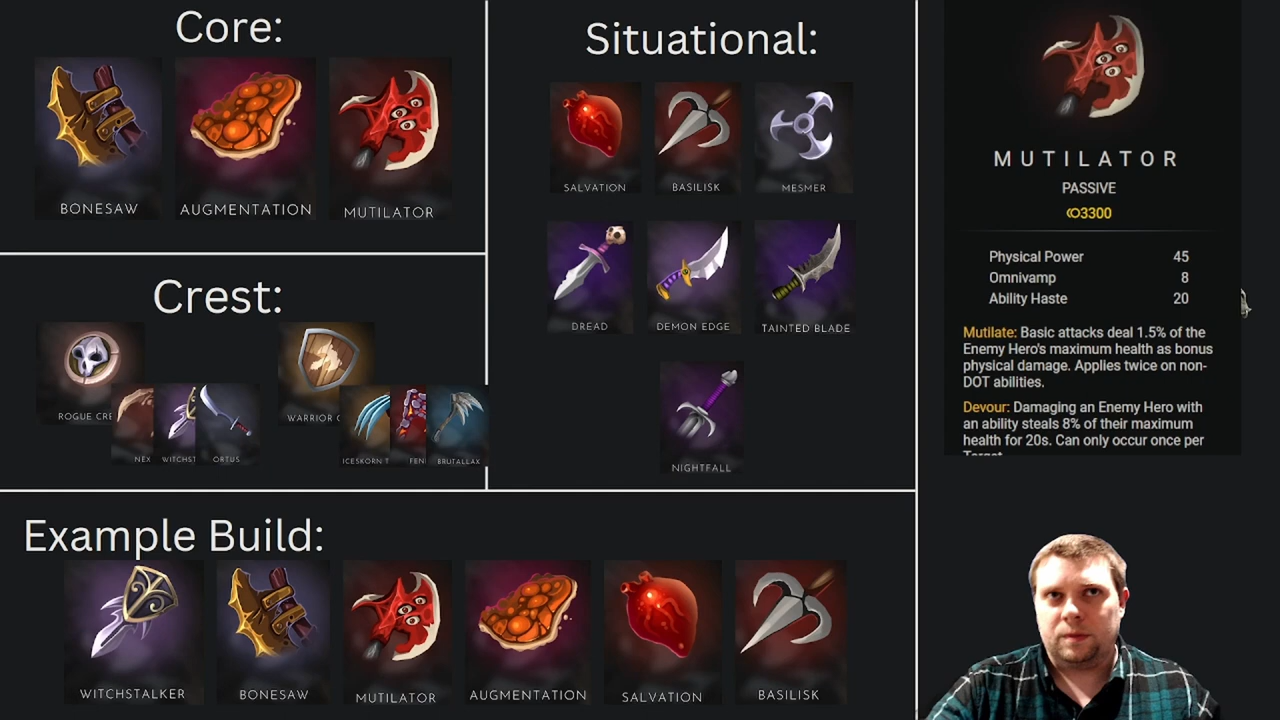 Core:
BONESAW
AUGMENTATION
MUTILATOR
Crest:
ROGUE CRE
NEX
WITCHST
ORTUS
WARRIOR C
ICESKORN T
FEN
BRUTALLAX
Situational:
SALVATION
BASILISK
MESMER
DREAD
DEMON EDGE
TAINTED BLADE
NIGHTFALL
Example Build:
WITCHSTALKER
BONESAW
MUTILATOR
AUGMENTATION
SALVATION
BASILISK
MUTILATOR
PASSIVE
3300
Physical Power 45
Omnivamp 8
Ability Haste 20
Mutilate: Basic attacks deal 1.5% of the
Enemy Hero's maximum health as bonus
physical damage. Applies twice on non-
DOT abilities.
Devour: Damaging an Enemy Hero with
an ability steals 8% of their maximum
health for 20s. Can only occur once per
Target